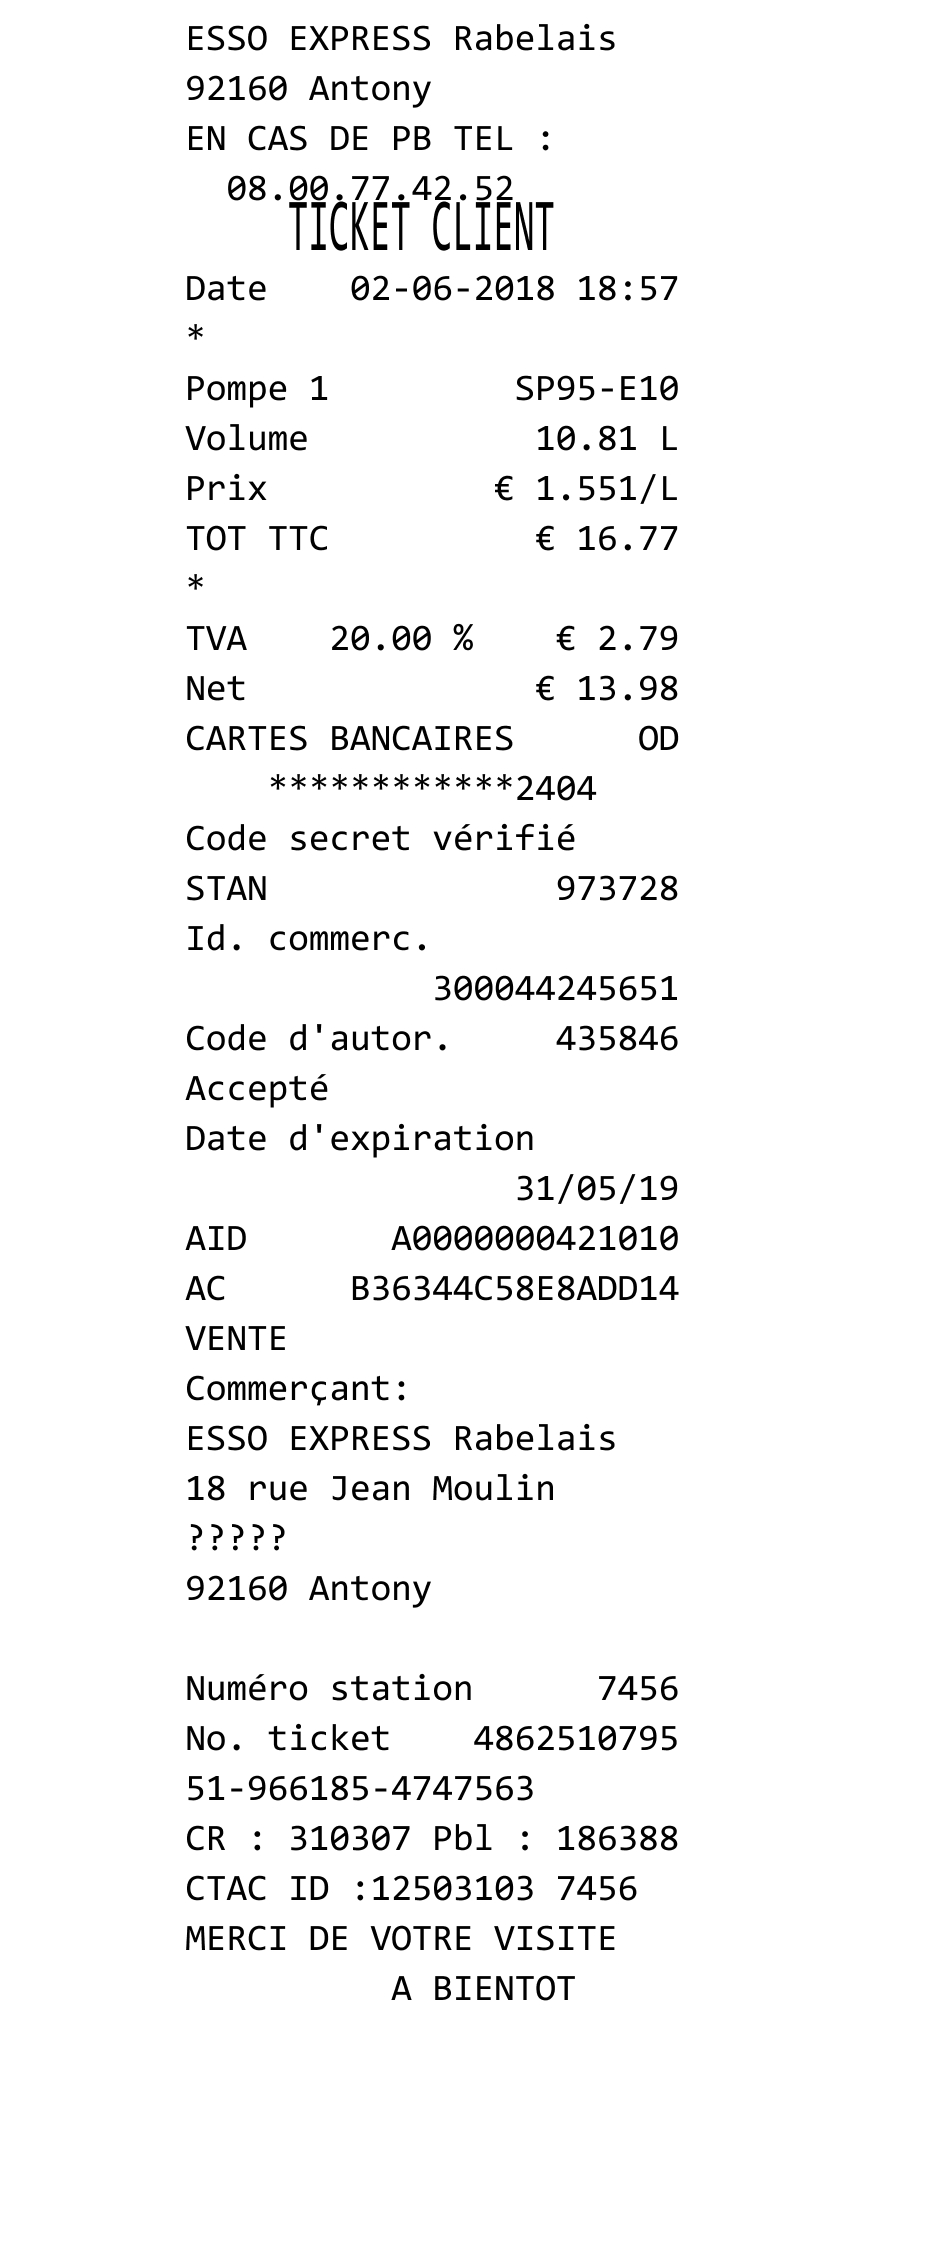 ESSO EXPRESS Rabelais
92160 Antony
EN CAS DE PB TEL :
08.00.77.42.52
TICKET CLIENT
Date 02-06-2018 18:57
*
Pompe 1 SP95-E10
Volume 10.81 L
Prix € 1.551/L
TOT TTC € 16.77
*
TVA 20.00 % € 2.79
Net € 13.98
CARTES BANCAIRES OD
************2404
Code secret vérifié
STAN 973728
Id. commerc.
300044245651
Code d'autor. 435846
Accepté
Date d'expiration
31/05/19
AID A0000000421010
AC B36344C58E8ADD14
VENTE
Commerçant:
ESSO EXPRESS Rabelais
18 rue Jean Moulin
?????
92160 Antony
Numéro station 7456
No. ticket 4862510795
51-966185-4747563
CR : 310307 Pbl : 186388
CTAC ID :12503103 7456
MERCI DE VOTRE VISITE
A BIENTOT